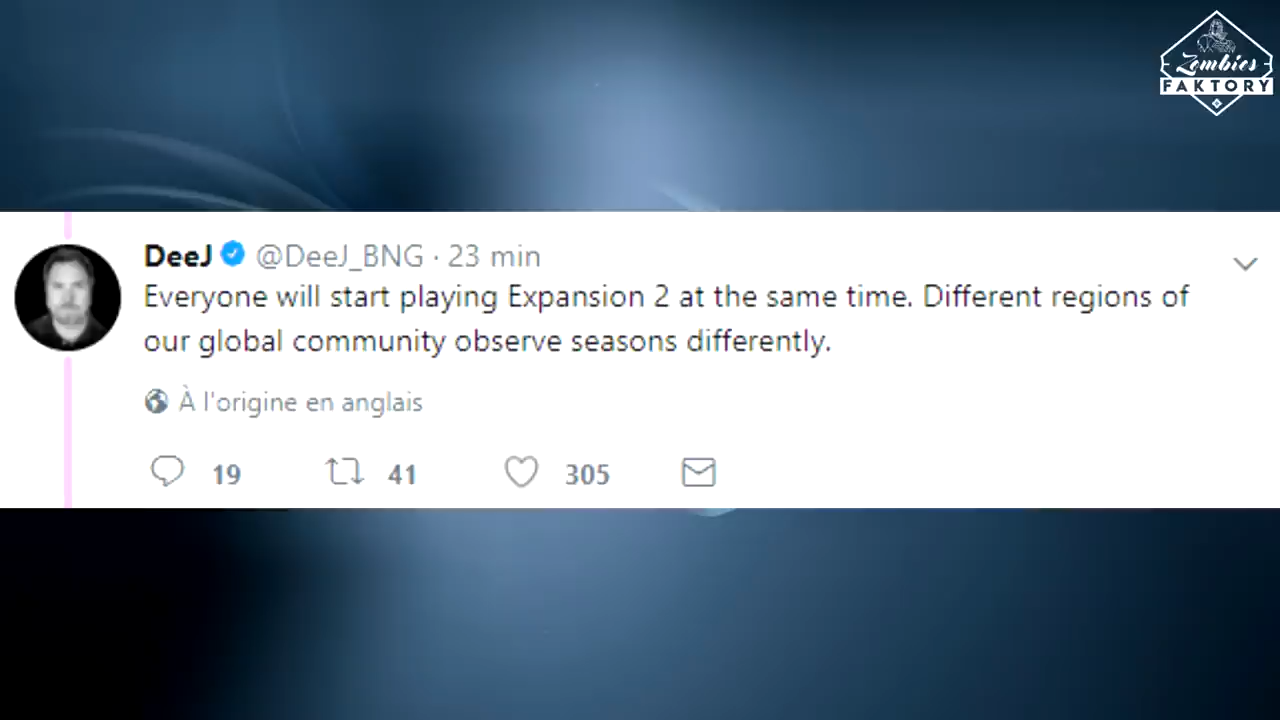 Zombies
FAKTORY
DeeJ @DeeJ_BNG · 23 min
Everyone will start playing Expansion 2 at the same time. Different regions of
our global community observe seasons differently.
À l'origine en anglais
19 41 305